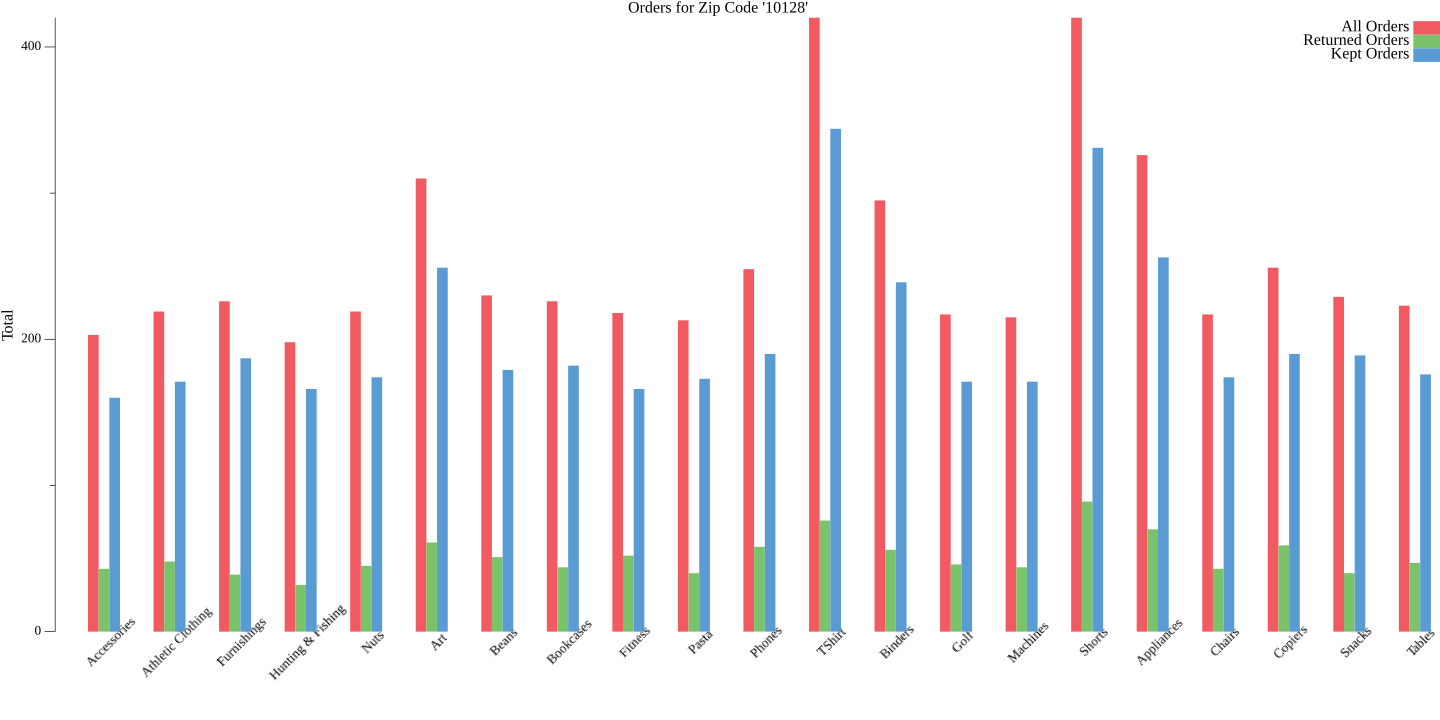 Orders for Zip Code '10128'
All Orders
Returned Orders
Kept Orders
Total
400
200
0
Accessories
Athletic Clothing
Furnishings
Hunting & Fishing
Nuts
Art
Beans
Bookcases
Fitness
Pasta
Phones
TShirt
Binders
Golf
Machines
Shorts
Appliances
Chairs
Copiers
Snacks
Tables